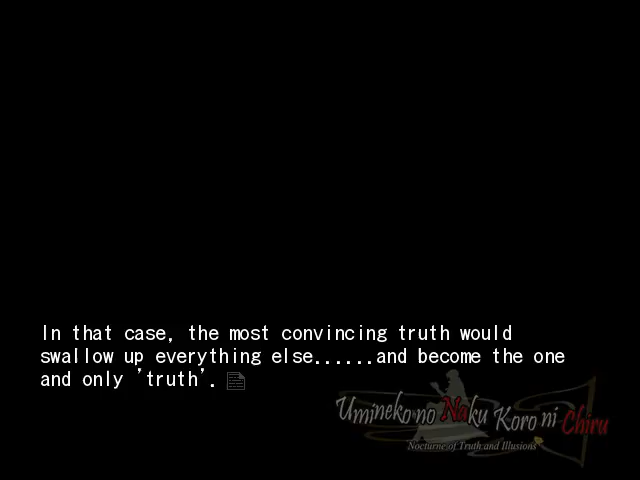 In that case, the most convincing truth would
swallow up everything else......and become the one
and only 'truth'.
Umineko no Naku Koro ni Chiru
Nocturne of Truth and Illusions